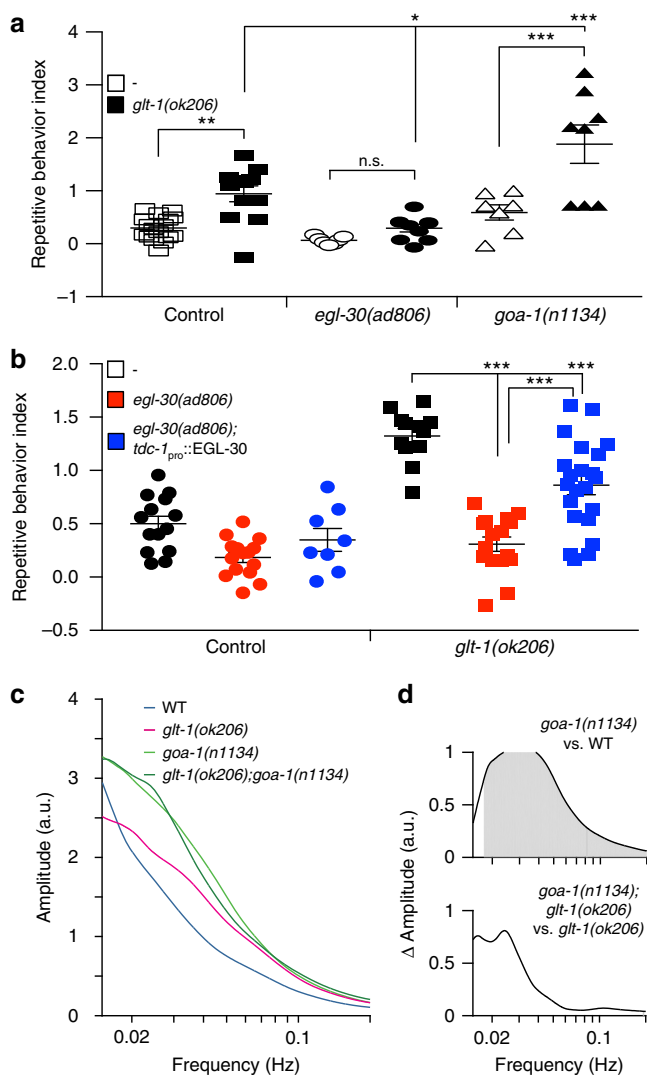 a
*
***
***
4
3
2
1
0
−1
Repetitive behavior index
-
glt-1(ok206)
**
n.s.
Control
egl-30(ad806)
goa-1(n1134)
b
2.0
1.5
1.0
0.5
0.0
−0.5
Repetitive behavior index
-
egl-30(ad806)
egl-30(ad806);
tdc-1pro::EGL-30
***
***
***
Control
glt-1(ok206)
c
4
3
2
1
0
Amplitude (a.u.)
WT
glt-1(ok206)
goa-1(n1134)
glt-1(ok206);goa-1(n1134)
0.02
0.1
Frequency (Hz)
d
goa-1(n1134)
vs. WT
1
0.5
0
goa-1(n1134);
glt-1(ok206)
vs. glt-1(ok206)
1
0.5
0
Δ Amplitude (a.u.)
0.02
0.1
Frequency (Hz)